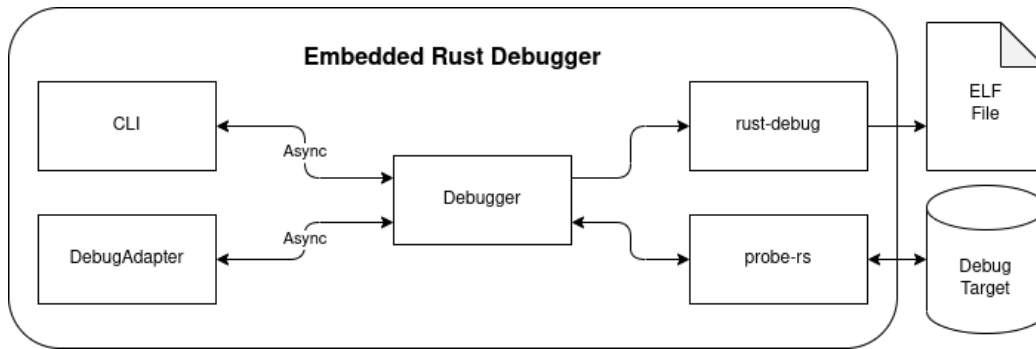 Embedded Rust Debugger
CLI
Async
rust-debug
ELF
File
Debugger
DebugAdapter
Async
probe-rs
Debug
Target